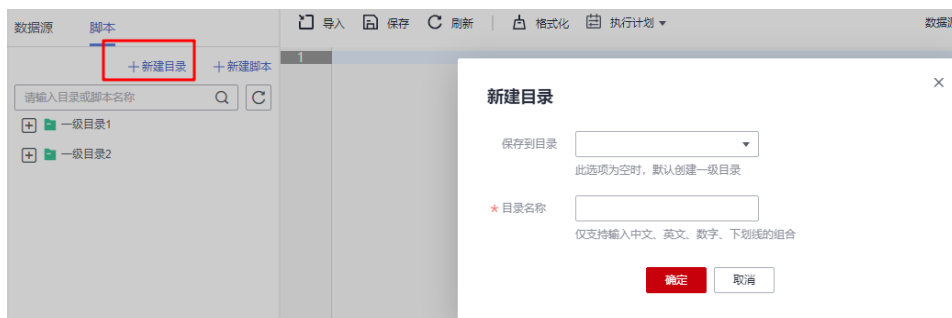 数据源 脚本
导入 保存 刷新 格式化 执行计划
＋新建目录 ＋新建脚本
请输入目录或脚本名称
一级目录1
一级目录2
1
新建目录
保存到目录
此选项为空时，默认创建一级目录
* 目录名称
仅支持输入中文、英文、数字、下划线的组合
确定 取消